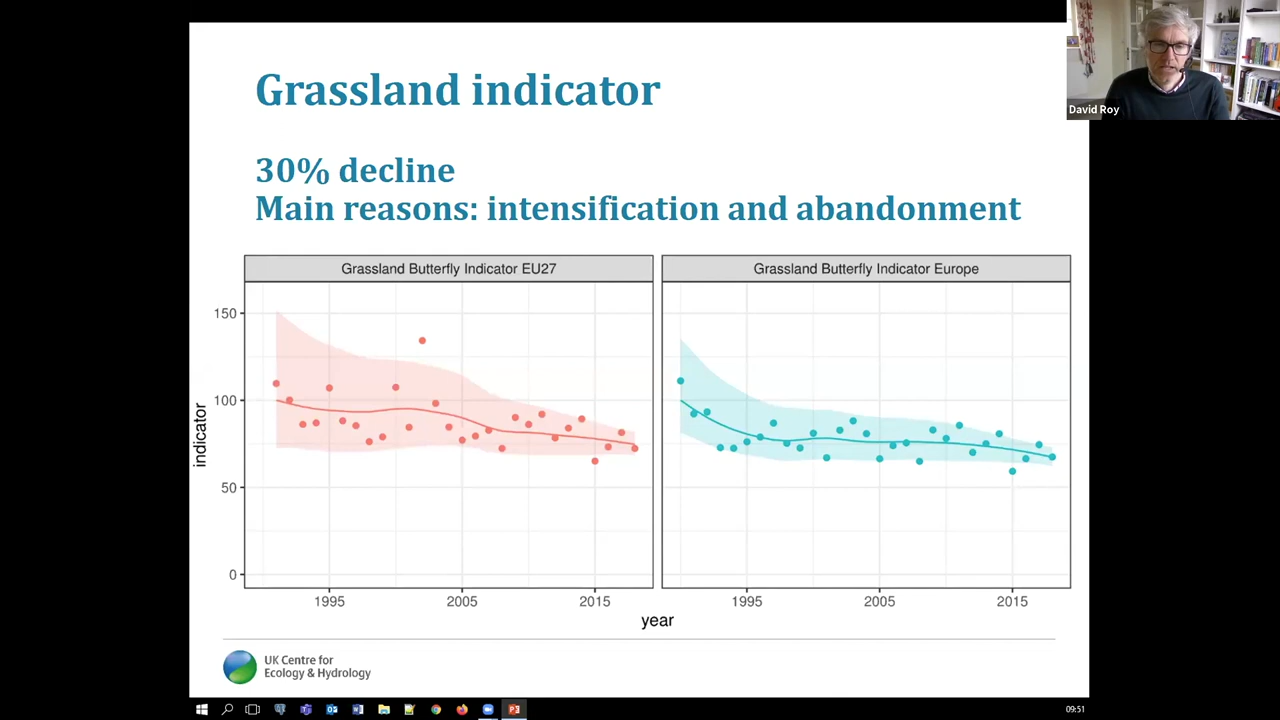 Grassland indicator
David Roy
30% decline
Main reasons: intensification and abandonment
Grassland Butterfly Indicator EU27
Grassland Butterfly Indicator Europe
indicator
150
100
50
0
1995
2005
2015
1995
2005
2015
year
UK Centre for
Ecology & Hydrology
09:51